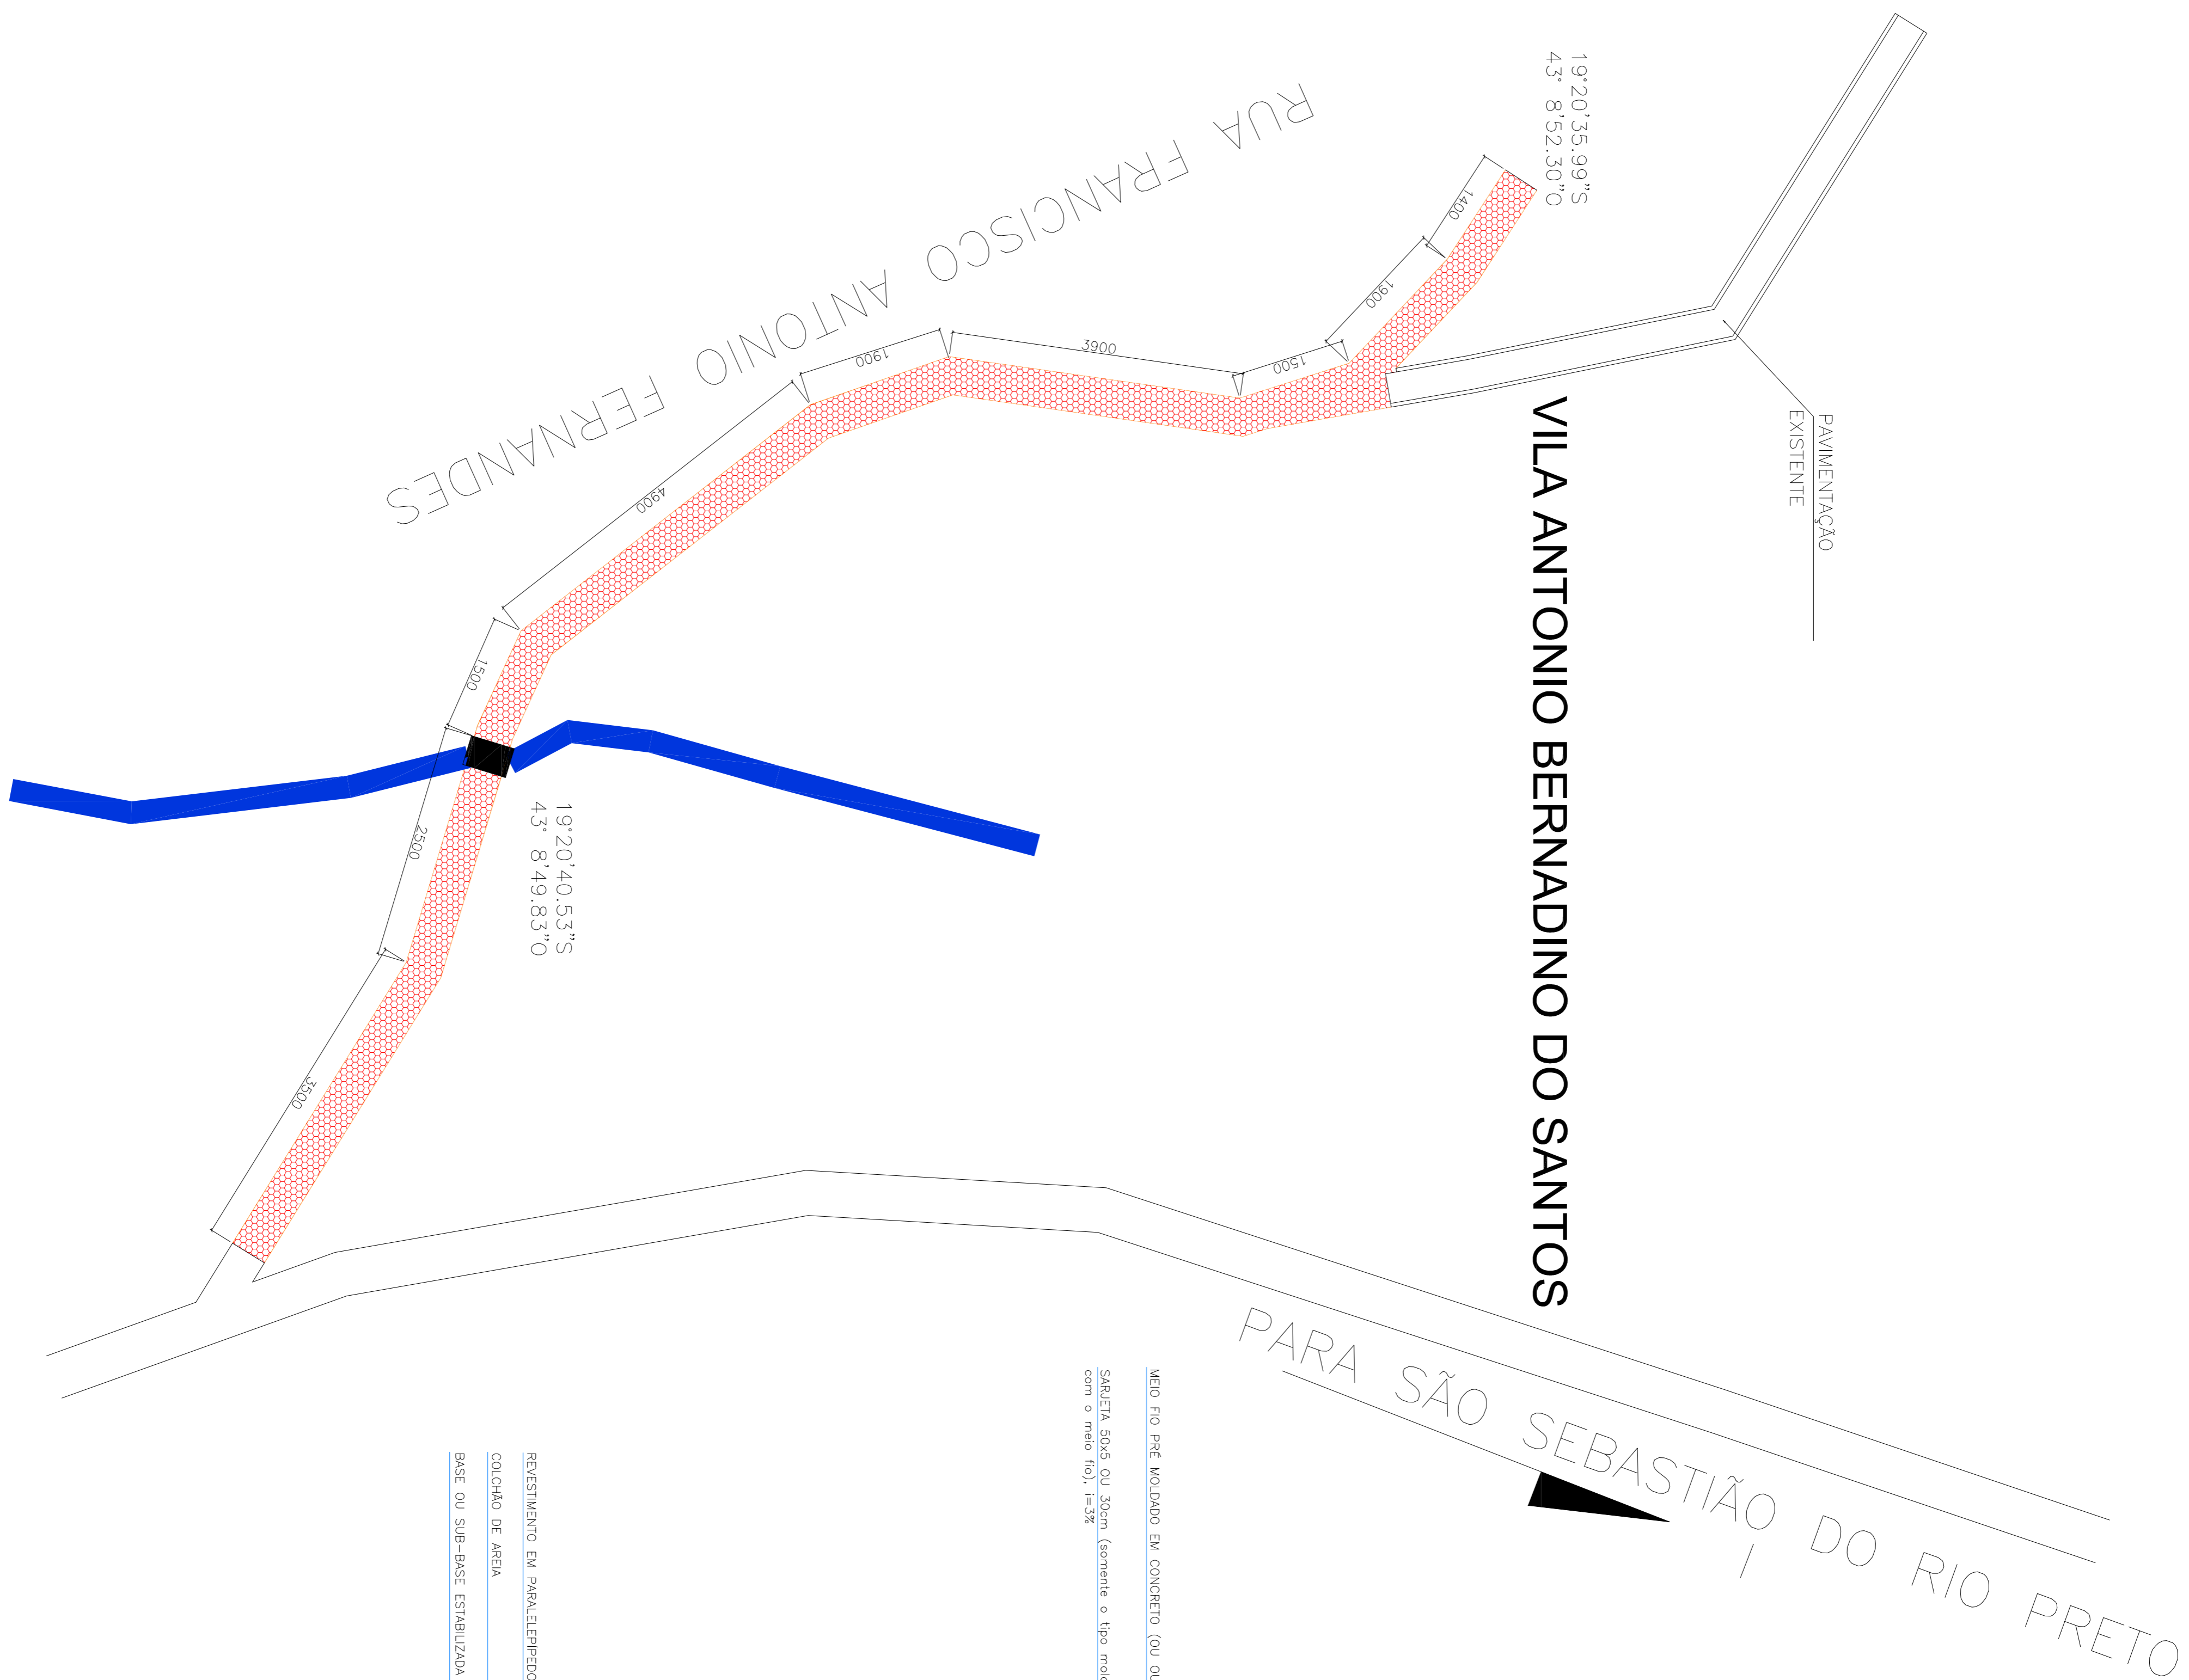 19°20'35.99"S
43° 8'52.30"O
RUA FRANCISCO ANTONIO FERNANDES
1400
1900
1500
3900
1900
4900
1500
2500
3500
PAVIMENTAÇÃO
EXISTENTE
VILA ANTONIO BERNADINO DO SANTOS
19°20'40.53"S
43° 8'49.83"O
PARA SÃO SEBASTIÃO DO RIO PRETO
MEIO FIO PRÉ MOLDADO EM CONCRETO (OU OU
SARJETA 50x5 OU 30cm (somente o tipo mol
com o meio fio), i=3%
REVESTIMENTO EM PARALELEPÍPEDO
COLCHÃO DE AREIA
BASE OU SUB-BASE ESTABILIZADA